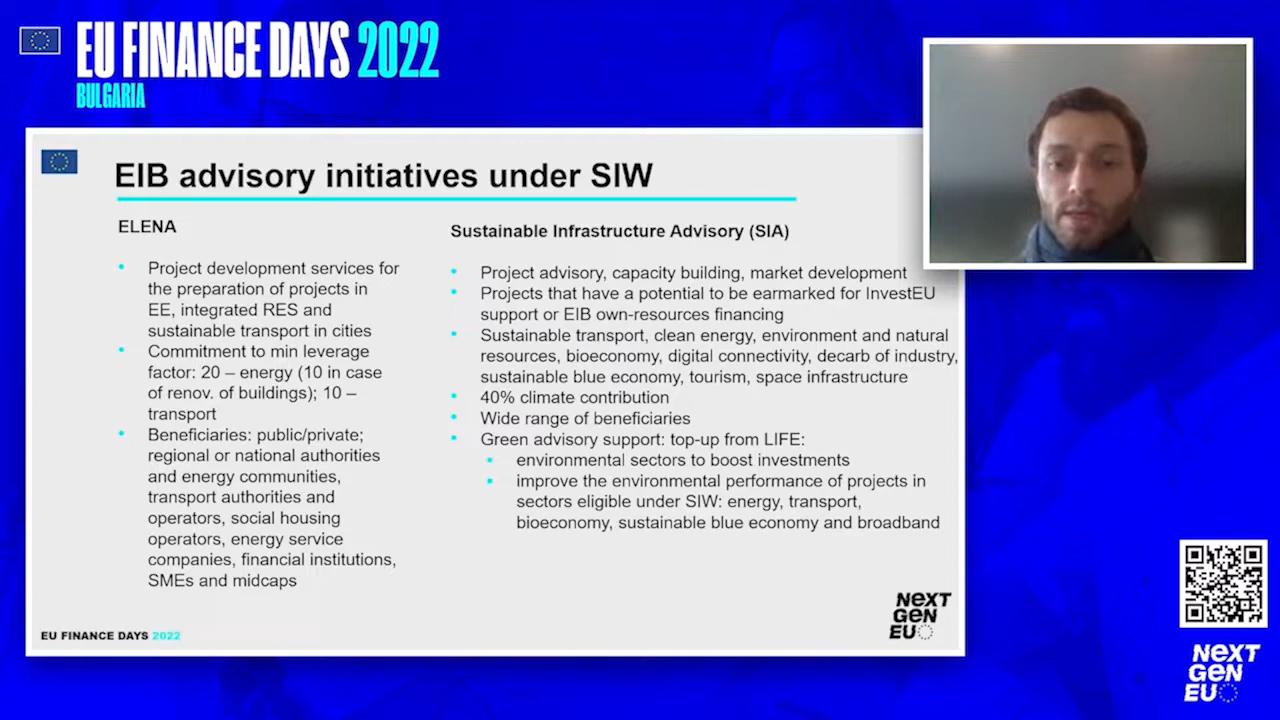 EU FINANCE DAYS 2022
BULGARIA
EIB advisory initiatives under SIW
ELENA
Project development services for
the preparation of projects in
EE, integrated RES and
sustainable transport in cities
Commitment to min leverage
factor: 20 – energy (10 in case
of renov. of buildings); 10 –
transport
Beneficiaries: public/private;
regional or national authorities
and energy communities,
transport authorities and
operators, social housing
operators, energy service
companies, financial institutions,
SMEs and midcaps
Sustainable Infrastructure Advisory (SIA)
Project advisory, capacity building, market development
Projects that have a potential to be earmarked for InvestEU
support or EIB own-resources financing
Sustainable transport, clean energy, environment and natural
resources, bioeconomy, digital connectivity, decarb of industry,
sustainable blue economy, tourism, space infrastructure
40% climate contribution
Wide range of beneficiaries
Green advisory support: top-up from LIFE:
environmental sectors to boost investments
improve the environmental performance of projects in
sectors eligible under SIW: energy, transport,
bioeconomy, sustainable blue economy and broadband
EU FINANCE DAYS 2022
NeXT
GeN
EU
NeXT
GeN
EU